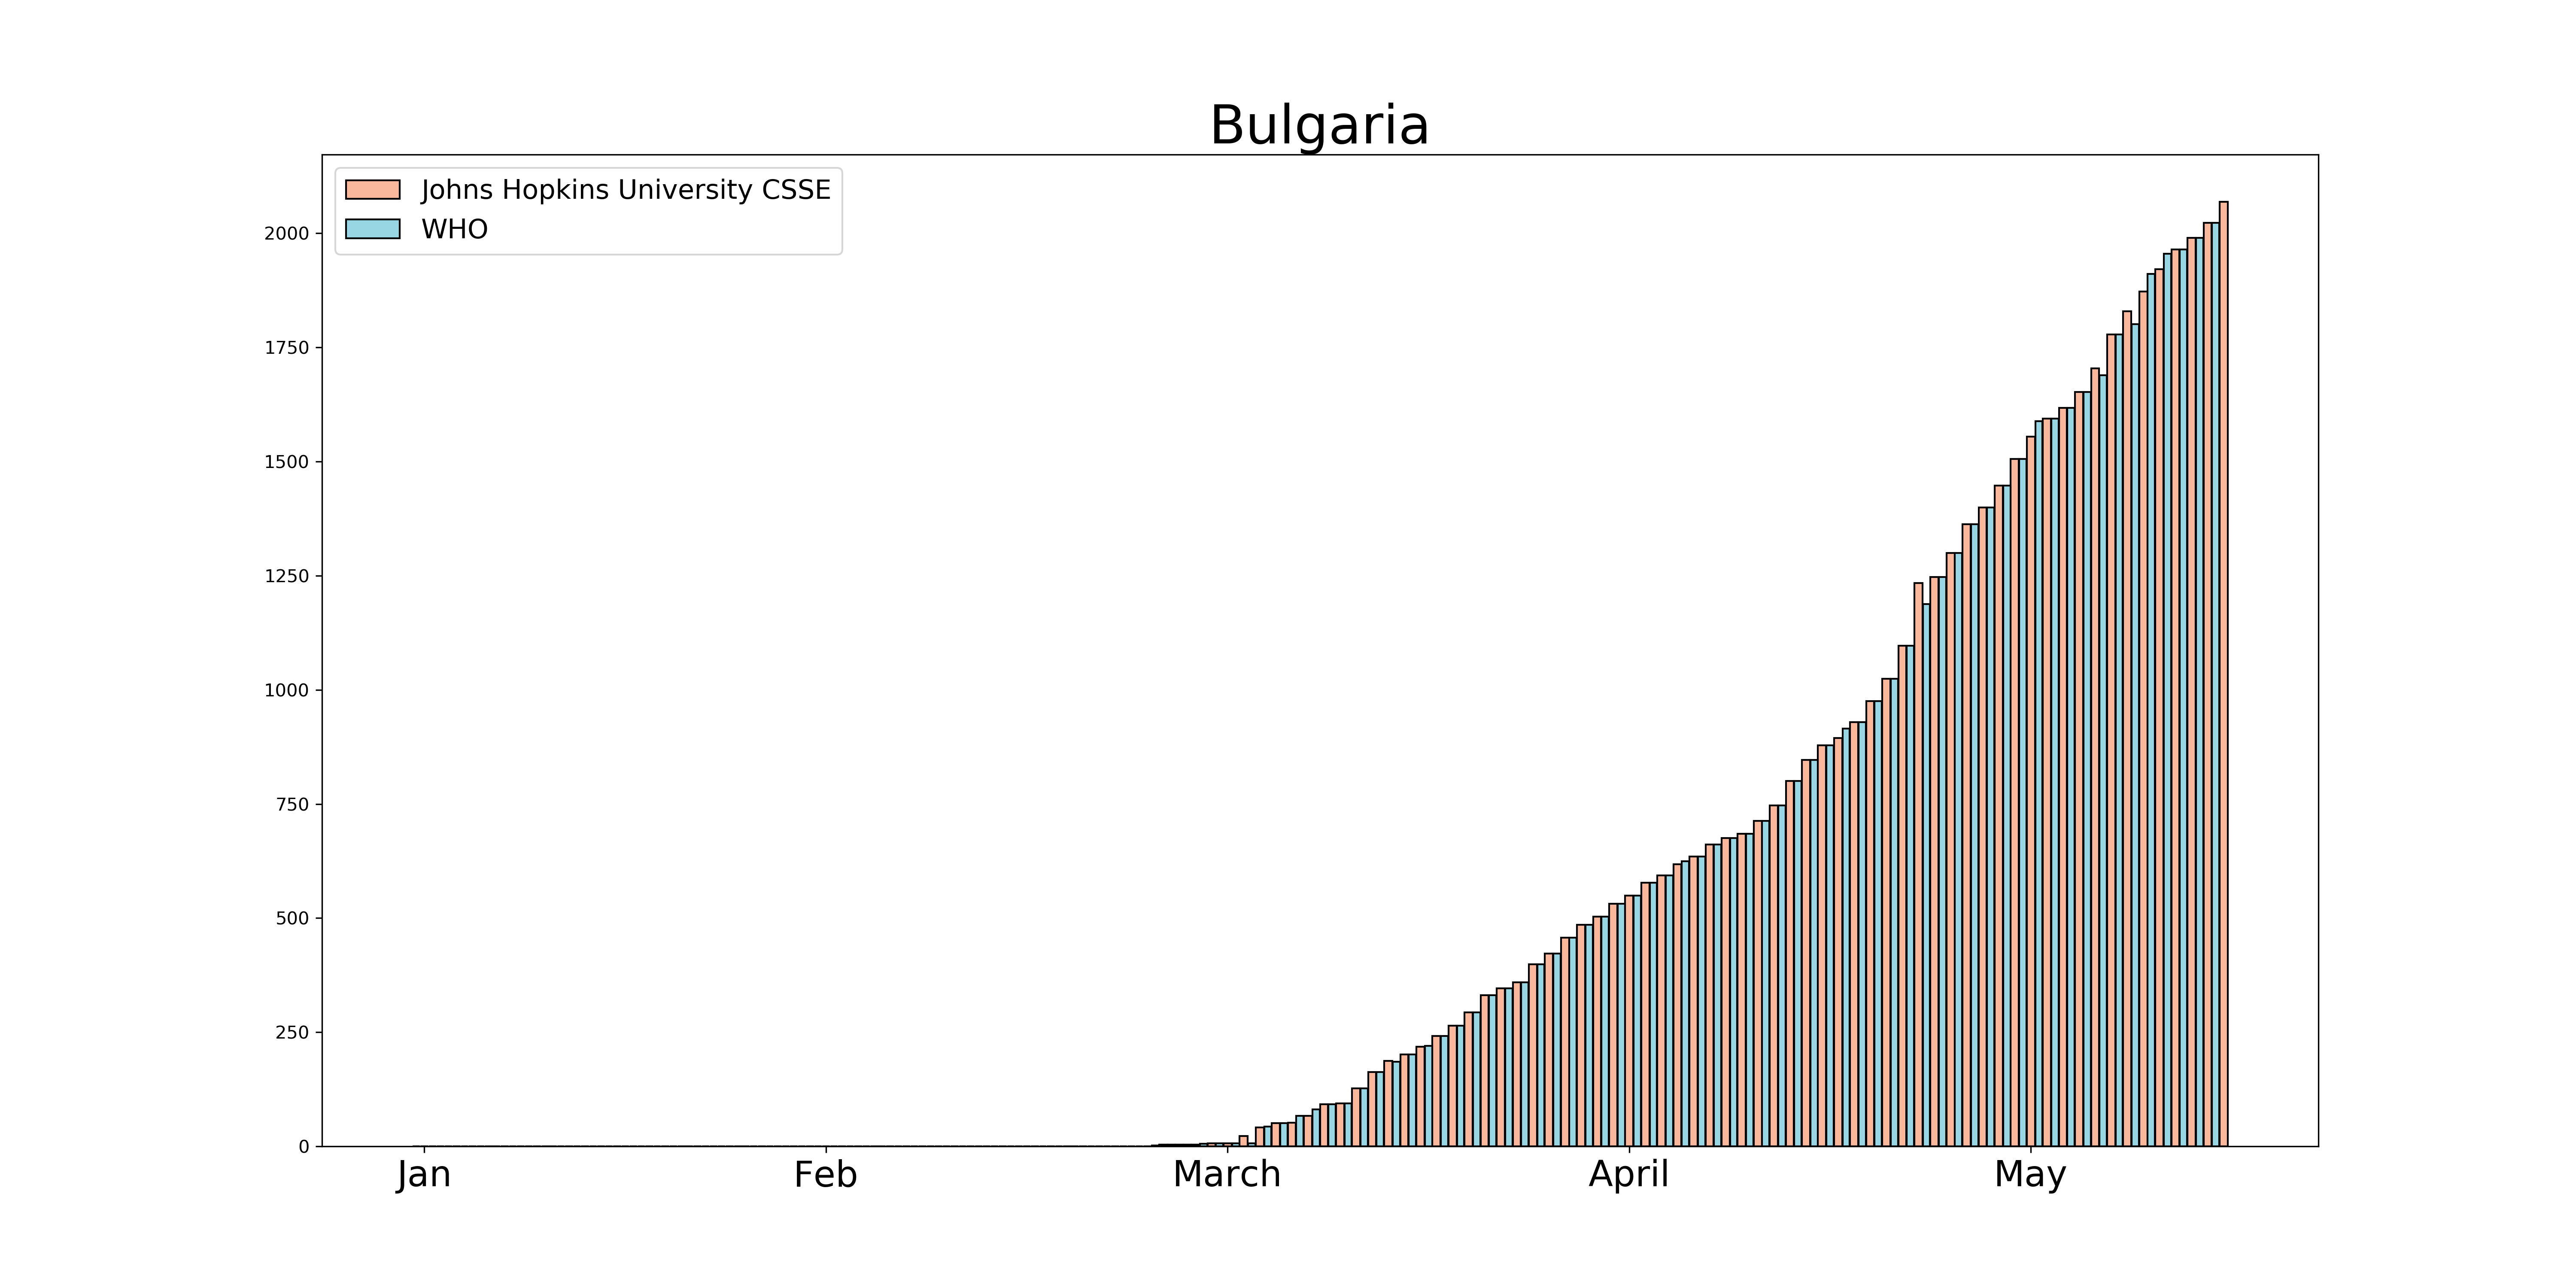 Bulgaria
Johns Hopkins University CSSE
WHO
2000
1750
1500
1250
1000
750
500
250
0
Jan Feb March April May